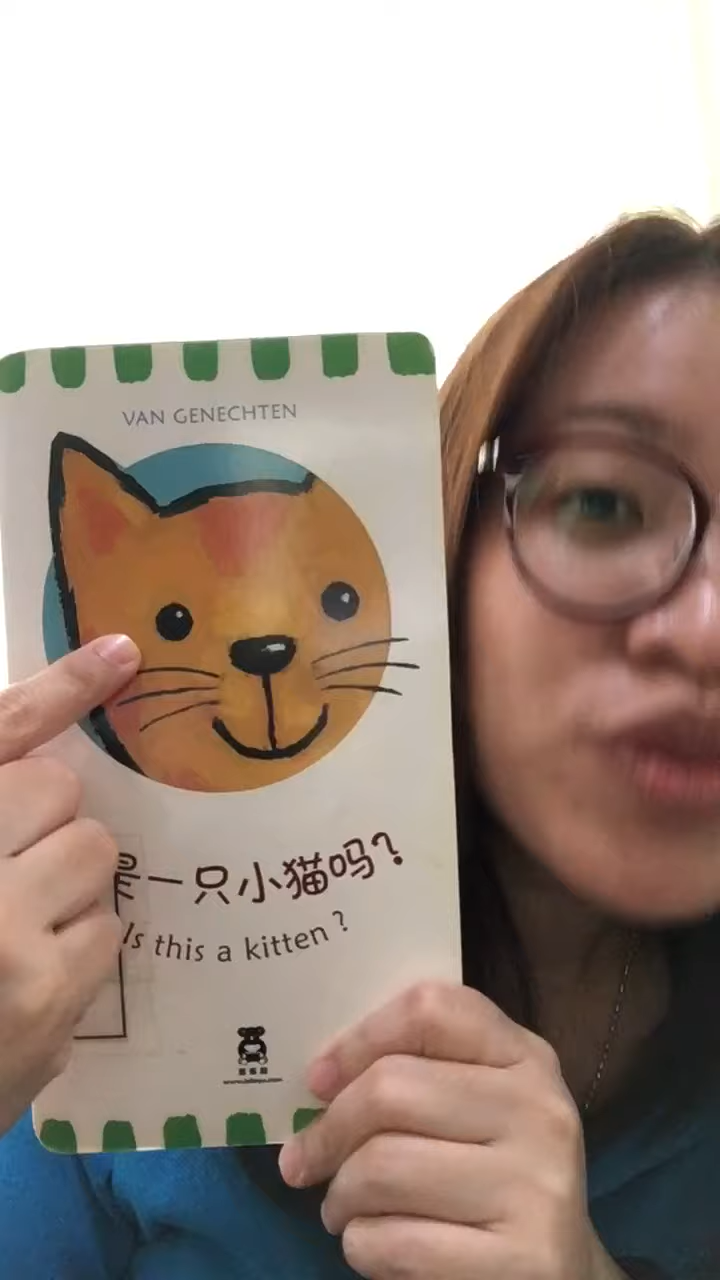 VAN GENECHTEN
是一只小猫吗?
Is this a kitten?